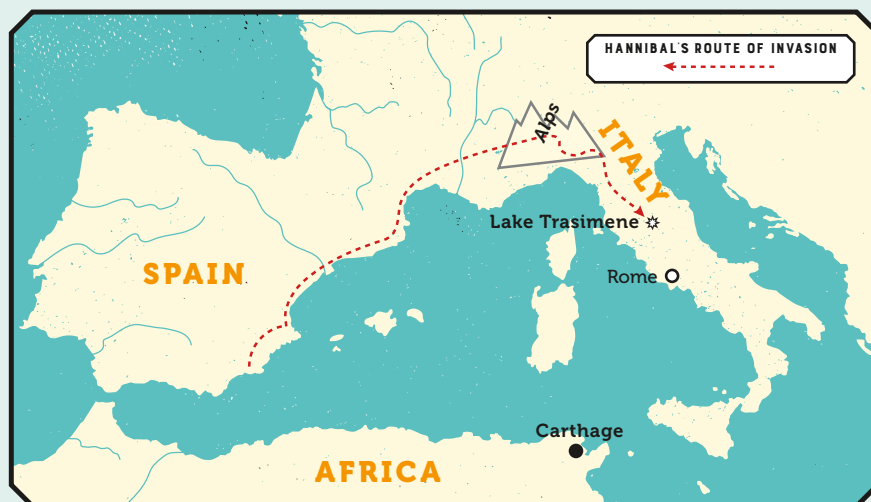 HANNIBAL'S ROUTE OF INVASION
Alps
ITALY
Lake Trasimene
SPAIN
Rome
Carthage
AFRICA